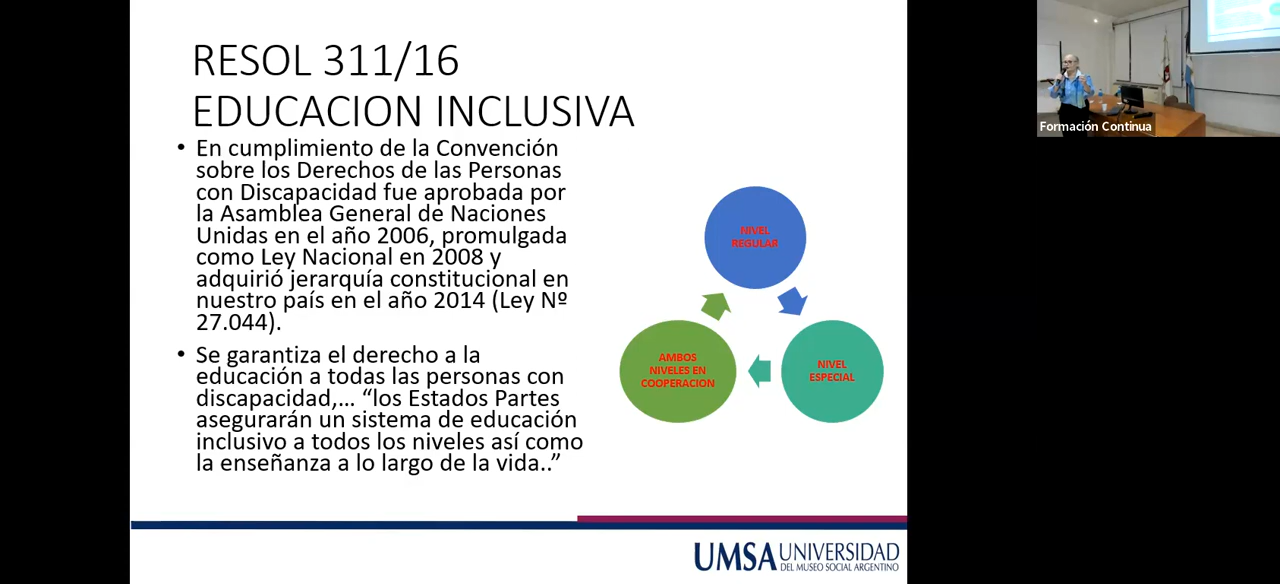 RESOL 311/16
EDUCACION INCLUSIVA
• En cumplimiento de la Convención
sobre los Derechos de las Personas
con Discapacidad fue aprobada por
la Asamblea General de Naciones
Unidas en el año 2006, promulgada
como Ley Nacional en 2008 y
adquirió jerarquía constitucional en
nuestro país en el año 2014 (Ley Nº
27.044).
• Se garantiza el derecho a la
educación a todas las personas con
discapacidad,… “los Estados Partes
asegurarán un sistema de educación
inclusivo a todos los niveles así como
la enseñanza a lo largo de la vida..”
NIVEL
REGULAR
NIVEL
ESPECIAL
AMBOS
NIVELES EN
COOPERACION
UMSA UNIVERSIDAD
DEL MUSEO SOCIAL ARGENTINO
Formación Continua